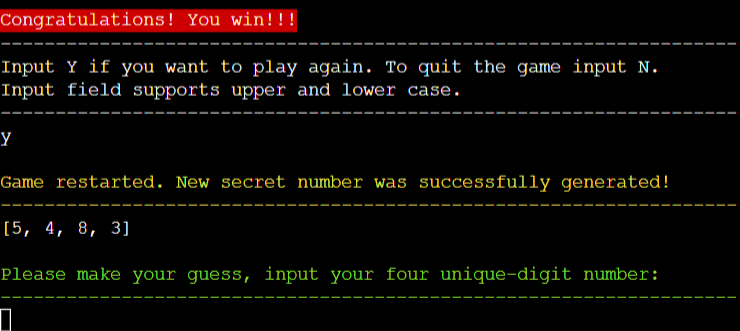 Congratulations! You win!!!
--------------------------------------------------------------------
Input Y if you want to play again. To quit the game input N.
Input field supports upper and lower case.
--------------------------------------------------------------------
y
Game restarted. New secret number was successfully generated!
--------------------------------------------------------------------
[5, 4, 8, 3]
Please make your guess, input your four unique-digit number:
--------------------------------------------------------------------